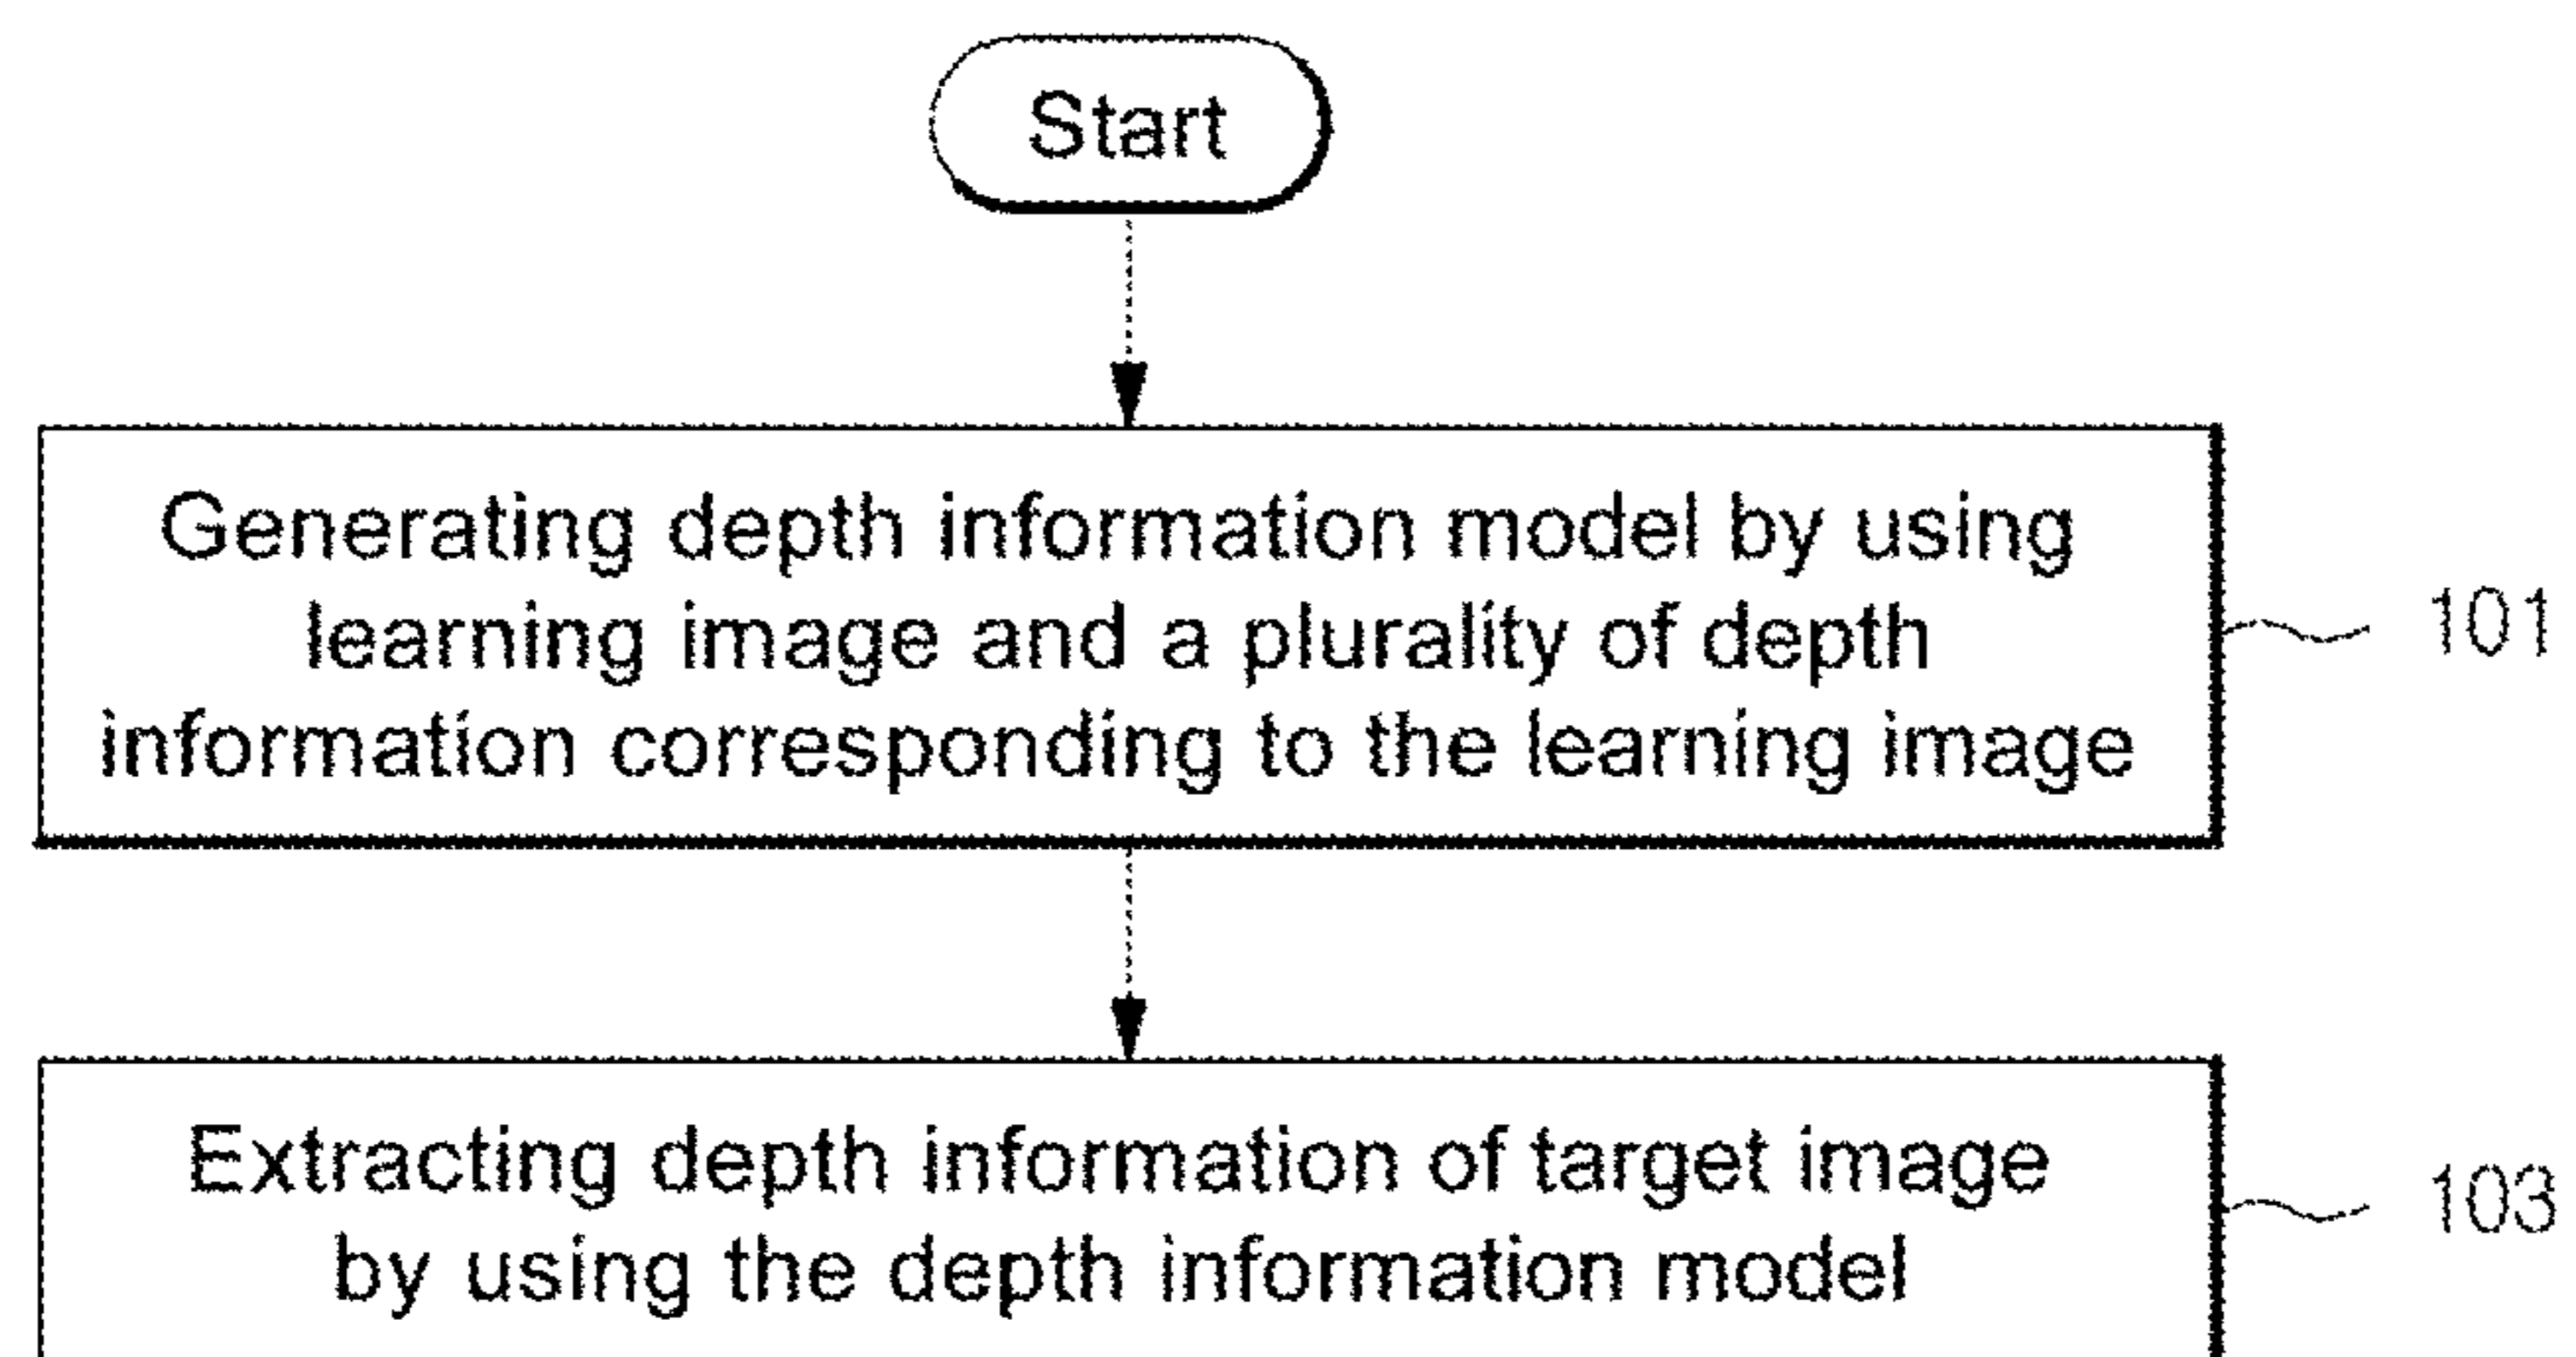 Start
Generating depth information model by using
learning image and a plurality of depth
information corresponding to the learning image
101
Extracting depth information of target image
by using the depth information model
103